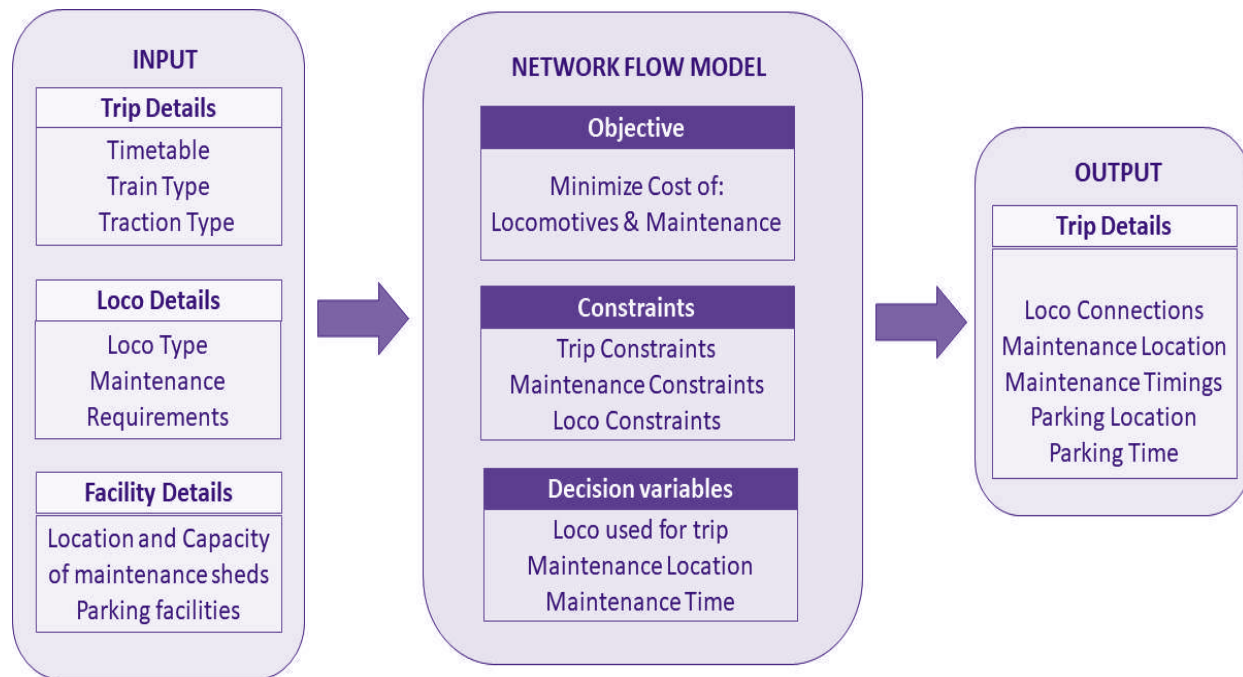 INPUT
Trip Details
Timetable
Train Type
Traction Type
Loco Details
Loco Type
Maintenance
Requirements
Facility Details
Location and Capacity
of maintenance sheds
Parking facilities
NETWORK FLOW MODEL
Objective
Minimize Cost of:
Locomotives & Maintenance
Constraints
Trip Constraints
Maintenance Constraints
Loco Constraints
Decision variables
Loco used for trip
Maintenance Location
Maintenance Time
OUTPUT
Trip Details
Loco Connections
Maintenance Location
Maintenance Timings
Parking Location
Parking Time